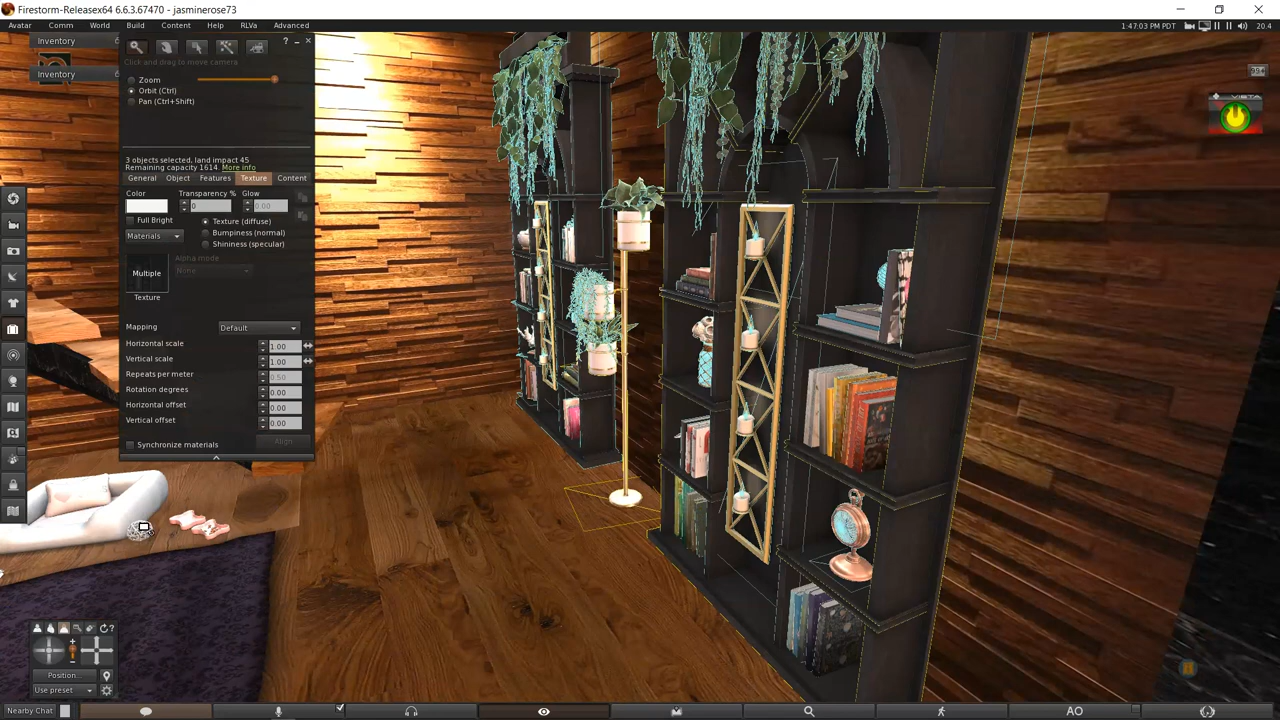 Firestorm-Releasex64 6.6.3.67470 - jasminerose73
Avatar Comm World Build Content Help RLVa Advanced
1:47:03 PM PDT
20.4
Inventory
Inventory
?
Click and drag to move camera
Zoom
Orbit (Ctrl)
Pan (Ctrl+Shift)
3 objects selected, land impact 45
Remaining capacity 1614. More info
General Object Features Texture Content
Color Transparency % Glow
0 0.00
Full Bright
Texture (diffuse)
Bumpiness (normal)
Shininess (specular)
Materials
Alpha mode
None
Multiple
Texture
Mapping Default
Horizontal scale 1.00
Vertical scale 1.00
Repeats per meter 0.50
Rotation degrees 0.00
Horizontal offset 0.00
Vertical offset 0.00
Synchronize materials Align
99+
VISTA
?
Position...
Use preset
Nearby Chat
AO